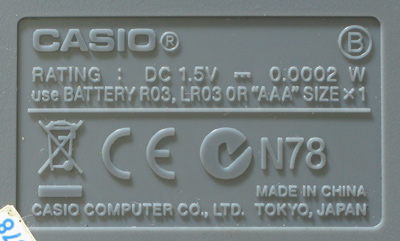 CASIO® Ⓑ
RATING : DC 1.5V ⎓ 0.0002 W
use BATTERY R03, LR03 OR "AAA" SIZE×1
CE N78
MADE IN CHINA
CASIO COMPUTER CO., LTD. TOKYO, JAPAN
78